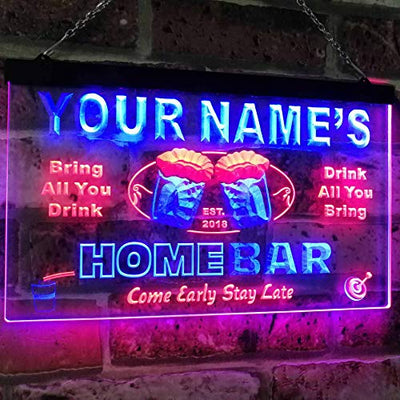 YOUR NAME'S
Bring
All You
Drink
Drink
All You
Bring
EST.
2018
HOME BAR
Come Early Stay Late